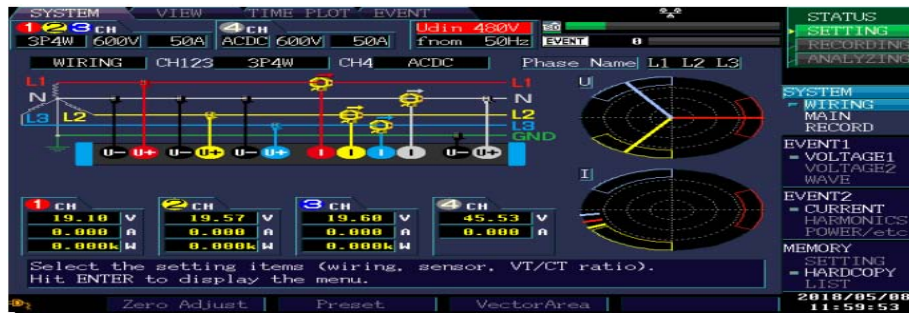 SYSTEM VIEW TIME PLOT EVENT
1 2 3 CH 4 CH Udin 480V SD
3P4W 600V 50A ACDC 600V 50A fnom 50Hz EVENT 0
WIRING CH123 3P4W CH4 ACDC Phase Name L1 L2 L3
L1 L1 U
N N
L3 L2 L2
L3
GND
U- U+ U- U+ U- U+ I I I I U- U+
I
1 CH 2 CH 3 CH 4 CH
19.10 V 19.57 V 19.60 V 45.53 V
0.000 A 0.000 A 0.000 A 0.000 A
0.000k W 0.000k W 0.000k W
Select the setting items (wiring, sensor, VT/CT ratio).
Hit ENTER to display the menu.
Zero Adjust Preset VectorArea
STATUS
SETTING
RECORDING
ANALYZING
SYSTEM
WIRING
MAIN
RECORD
EVENT1
VOLTAGE1
VOLTAGE2
WAVE
EVENT2
CURRENT
HARMONICS
POWER/etc
MEMORY
SETTING
HARDCOPY
LIST
2018/05/08
11:59:53